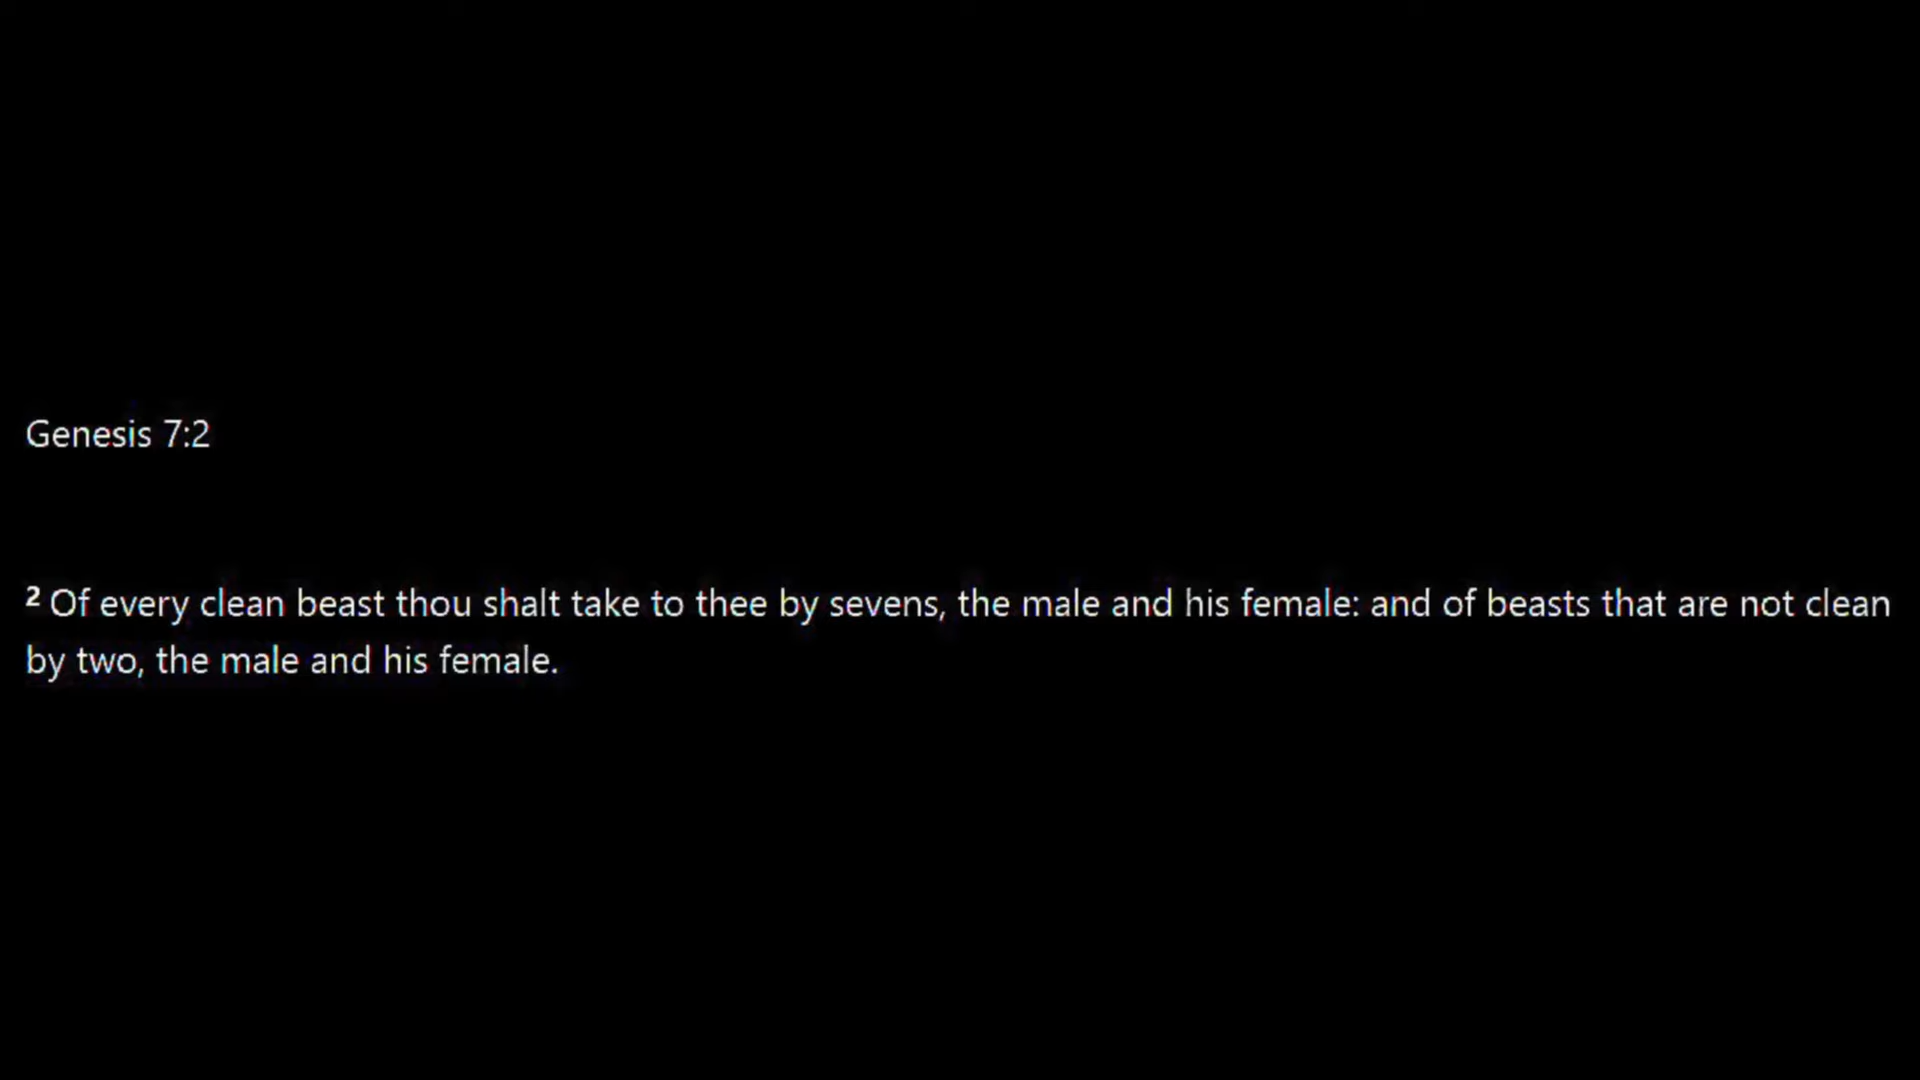 Genesis 7:2
2 Of every clean beast thou shalt take to thee by sevens, the male and his female: and of beasts that are not clean
by two, the male and his female.